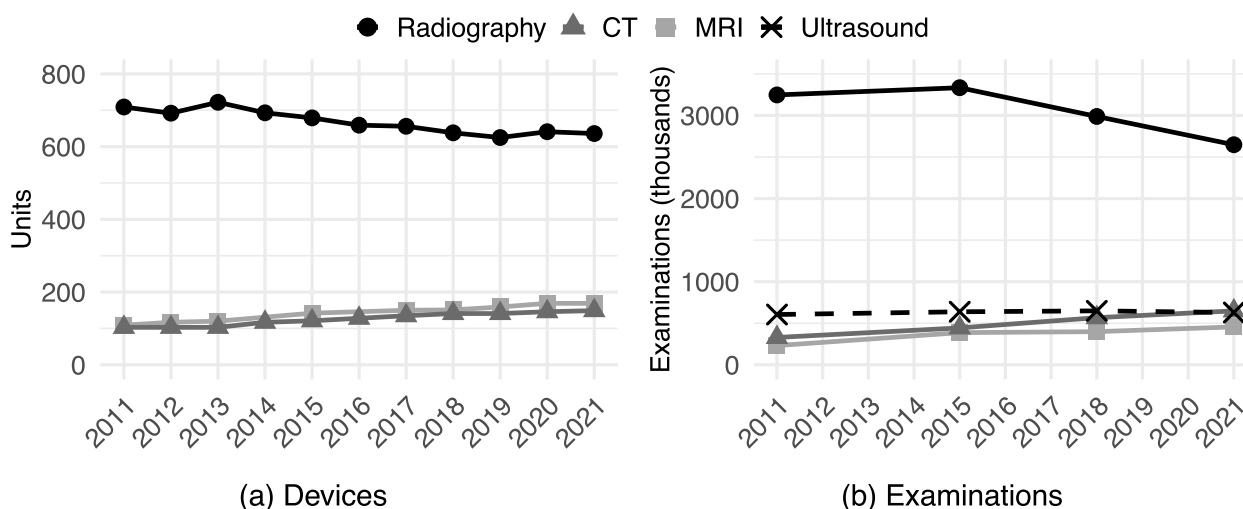 Radiography CT MRI Ultrasound
Units
800
600
400
200
0
2011 2012 2013 2014 2015 2016 2017 2018 2019 2020 2021
(a) Devices
Examinations (thousands)
3000
2000
1000
0
2011 2012 2013 2014 2015 2016 2017 2018 2019 2020 2021
(b) Examinations